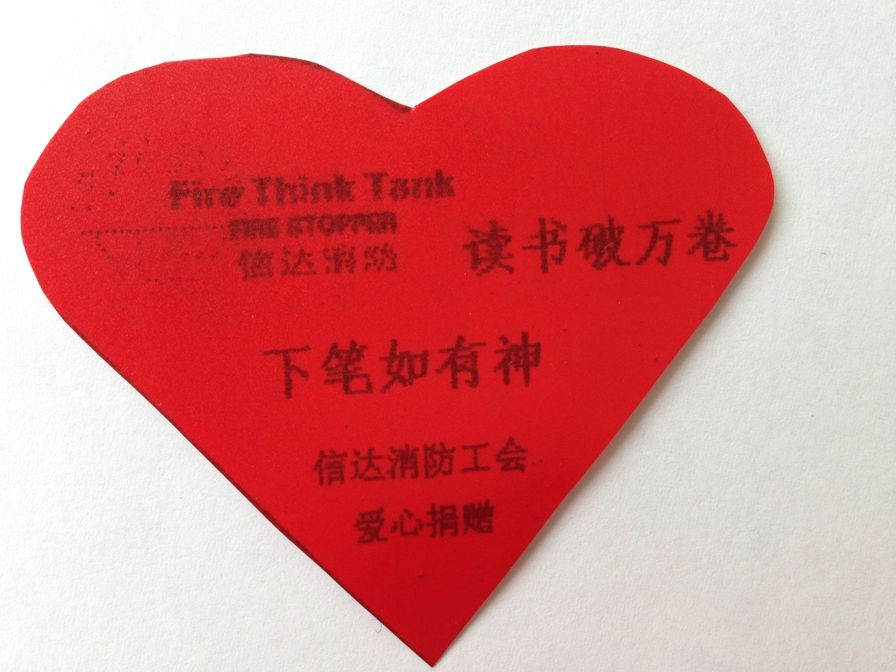 Fire Think Tank
FIRE STOPPER
信达消防
读书破万卷
下笔如有神
信达消防工会
爱心捐赠